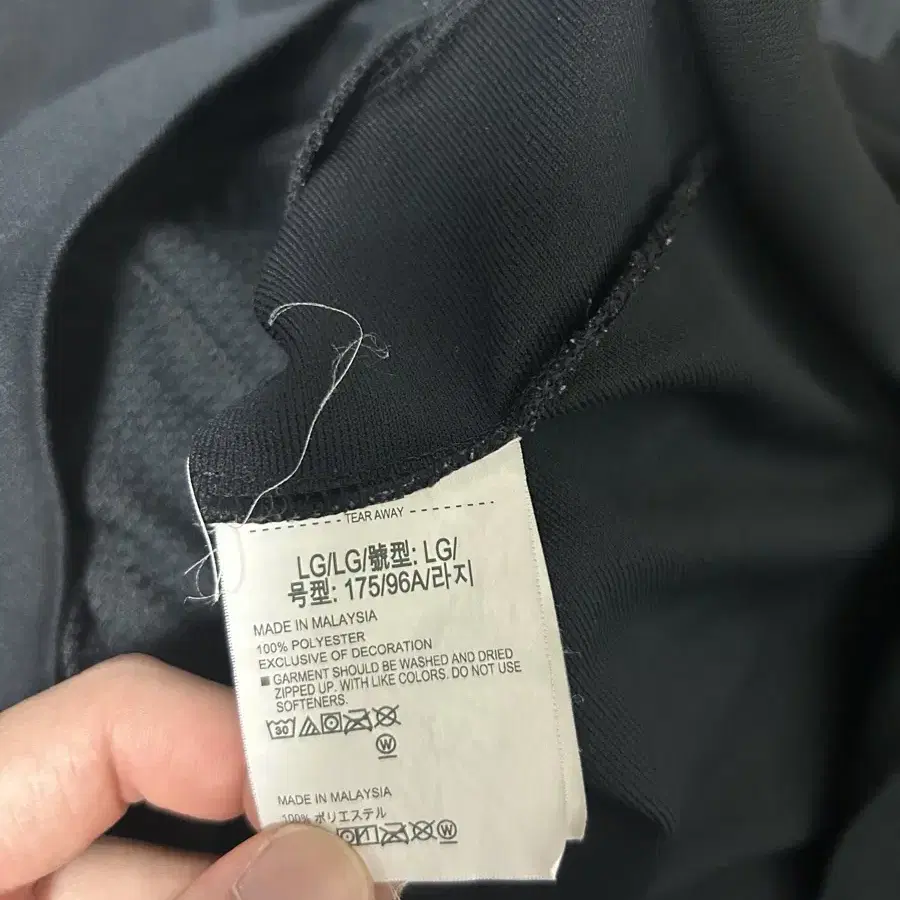 TEAR AWAY
LG/LG/號型: LG/
号型: 175/96A/라지
MADE IN MALAYSIA
100% POLYESTER
EXCLUSIVE OF DECORATION
GARMENT SHOULD BE WASHED AND DRIED
ZIPPED UP. WITH LIKE COLORS. DO NOT USE
SOFTENERS.
30
W
MADE IN MALAYSIA
100% ポリエステル
W